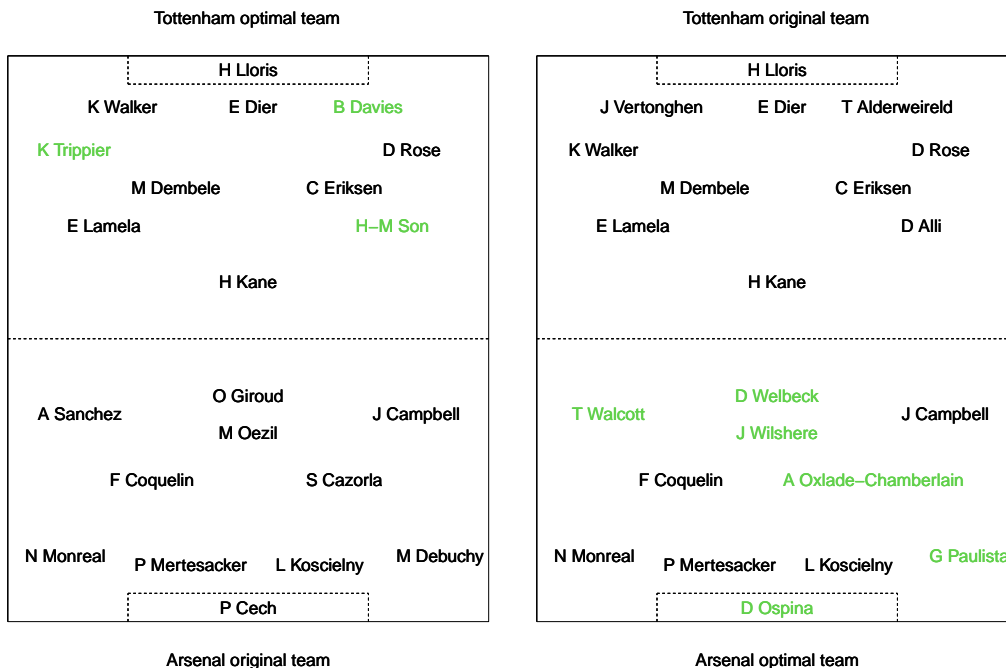 Tottenham optimal team
H Lloris
K Walker E Dier B Davies
K Trippier D Rose
M Dembele C Eriksen
E Lamela H−M Son
H Kane
O Giroud
A Sanchez J Campbell
M Oezil
F Coquelin S Cazorla
N Monreal M Debuchy
P Mertesacker L Koscielny
P Cech
Arsenal original team
Tottenham original team
H Lloris
J Vertonghen E Dier T Alderweireld
K Walker D Rose
M Dembele C Eriksen
E Lamela D Alli
H Kane
D Welbeck
T Walcott J Campbell
J Wilshere
F Coquelin A Oxlade−Chamberlain
N Monreal G Paulista
P Mertesacker L Koscielny
D Ospina
Arsenal optimal team